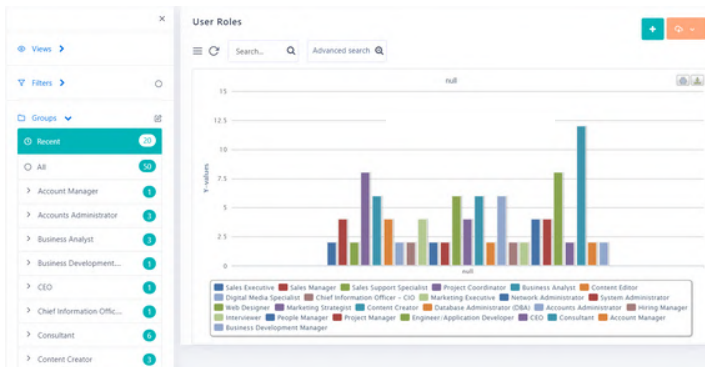 User Roles
Views
Search...
Advanced search
Filters
null
15
12.5
10
7.5
5
2.5
0
Y-values
null
Groups
Recent 20
All 50
Account Manager 1
Accounts Administrator 3
Business Analyst 3
Business Development... 1
CEO 1
Chief Information Offic... 1
Consultant 6
Content Creator 3
Sales Executive Sales Manager Sales Support Specialist Project Coordinator Business Analyst Content Editor
Digital Media Specialist Chief Information Officer - CIO Marketing Executive Network Administrator System Administrator
Web Designer Marketing Strategist Content Creator Database Administrator (DBA) Accounts Administrator Hiring Manager
Interviewer People Manager Project Manager Engineer/Application Developer CEO Consultant Account Manager
Business Development Manager